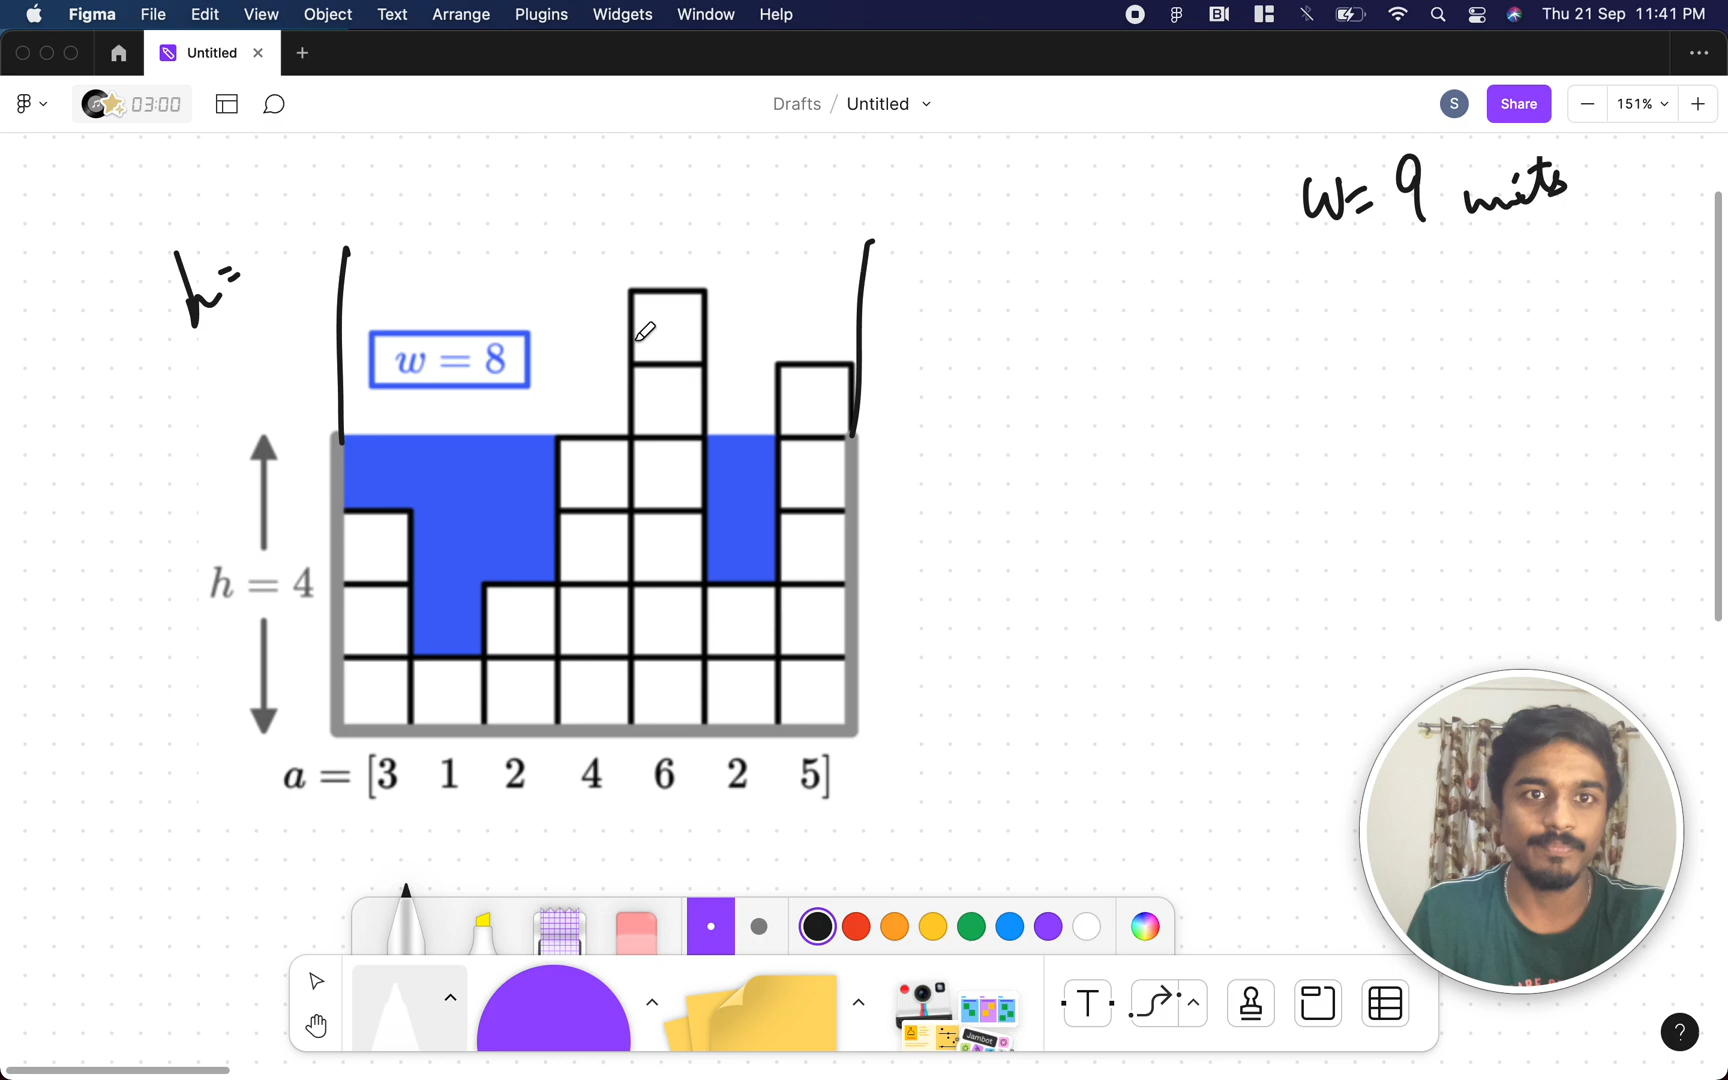 Figma File Edit View Object Text Arrange Plugins Widgets Window Help Thu 21 Sep 11:41 PM
Untitled
03:00 Drafts / Untitled S Share 151%
w = 9 units
h =
w = 8
h = 4
a = [3 1 2 4 6 2 5]
T
Jambot
?